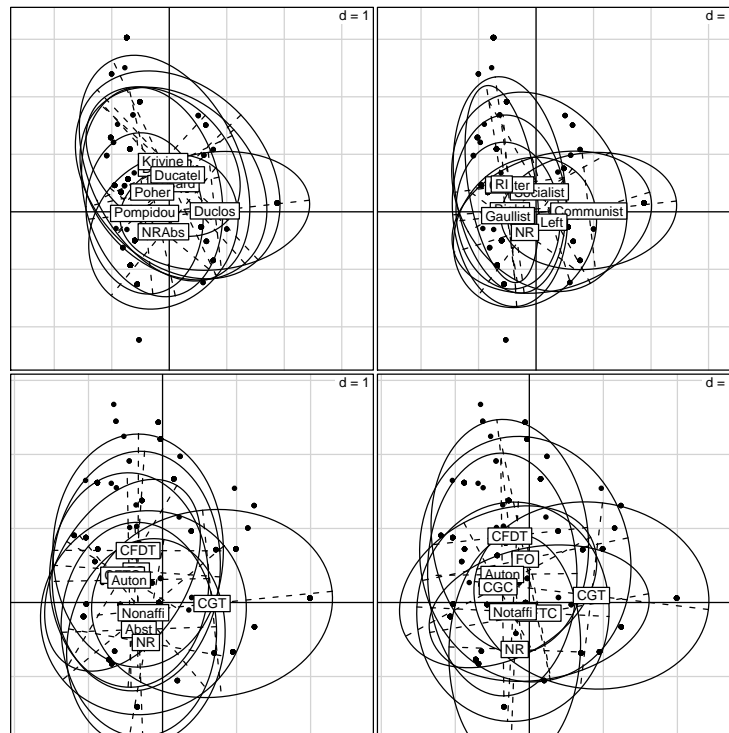 d = 1
Krivine
Ducatel
Poher
Pompidou
Duclos
NRAbs
d =
RI
Socialist
Gaullist
Communist
Left
NR
d = 1
CFDT
Auton
CGT
Nonaffi
Abst
NR
d =
CFDT
FO
Auton
CGC
CGT
Notaffi
TC
NR